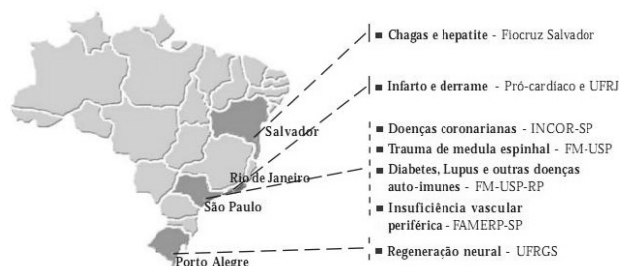 Chagas e hepatite - Fiocruz Salvador
Infarto e derrame - Pró-cardíaco e UFRJ
Salvador
Doenças coronarianas - INCOR-SP
Trauma de medula espinhal - FM-USP
Rio de Janeiro
Diabetes, Lupus e outras doenças
auto-imunes - FM-USP-RP
São Paulo
Insuficiência vascular
periférica - FAMERP-SP
Regeneração neural - UFRGS
Porto Alegre